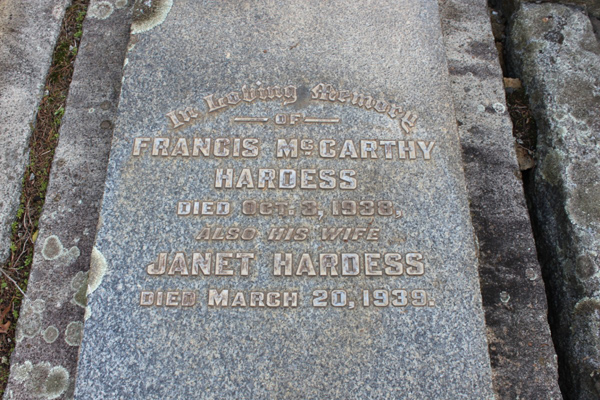 In Loving Memory
OF
FRANCIS McCARTHY
HARDESS
DIED OCT. 3, 1938,
ALSO HIS WIFE
JANET HARDESS
DIED MARCH 20, 1939.